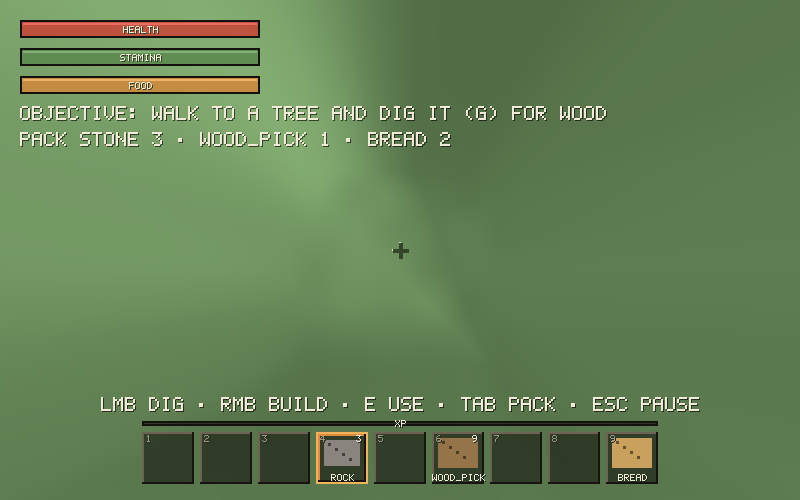 HEALTH
STAMINA
FOOD
OBJECTIVE: WALK TO A TREE AND DIG IT (G) FOR WOOD
PACK STONE 3 · WOOD_PICK 1 · BREAD 2
LMB DIG · RMB BUILD · E USE · TAB PACK · ESC PAUSE
XP
1 2 3 4 3 5 6 9 7 8 9
ROCK WOOD_PICK BREAD